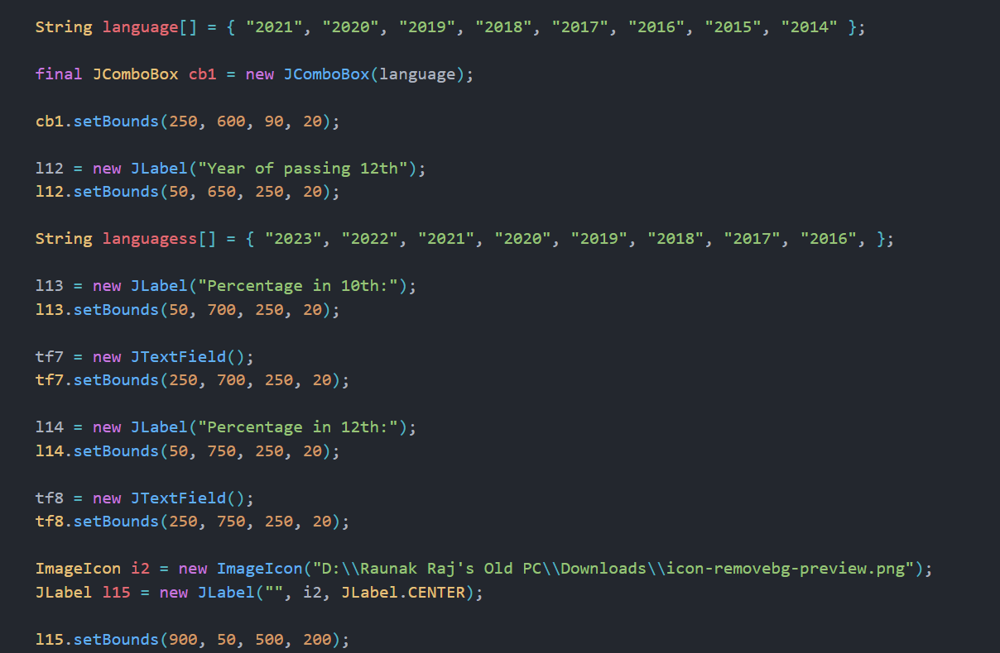 String language[] = { "2021", "2020", "2019", "2018", "2017", "2016", "2015", "2014" };
final JComboBox cb1 = new JComboBox(language);
cb1.setBounds(250, 600, 90, 20);
l12 = new JLabel("Year of passing 12th");
l12.setBounds(50, 650, 250, 20);
String languagess[] = { "2023", "2022", "2021", "2020", "2019", "2018", "2017", "2016", };
l13 = new JLabel("Percentage in 10th:");
l13.setBounds(50, 700, 250, 20);
tf7 = new JTextField();
tf7.setBounds(250, 700, 250, 20);
l14 = new JLabel("Percentage in 12th:");
l14.setBounds(50, 750, 250, 20);
tf8 = new JTextField();
tf8.setBounds(250, 750, 250, 20);
ImageIcon i2 = new ImageIcon("D:\\Raunak Raj's Old PC\\Downloads\\icon-removebg-preview.png");
JLabel l15 = new JLabel("", i2, JLabel.CENTER);
l15.setBounds(900, 50, 500, 200);